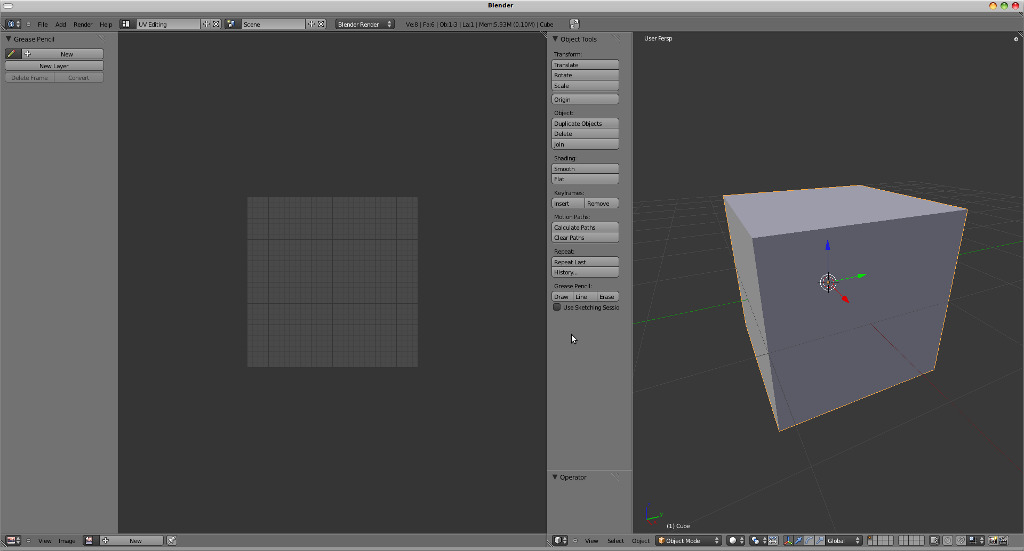 Blender
File Add Render Help UV Editing Scene Blender Render Ve:8 | Fa:6 | Ob:1-3 | La:1 | Mem:5.93M (0.10M) | Cube
Grease Pencil
New
New Layer
Delete Frame Convert
Object Tools
Transform:
Translate
Rotate
Scale
Origin
Object:
Duplicate Objects
Delete
Join
Shading:
Smooth
Flat
Keyframes:
Insert Remove
Motion Paths:
Calculate Paths
Clear Paths
Repeat:
Repeat Last
History...
Grease Pencil:
Draw Line Erase
Use Sketching Sessio
Operator
User Persp
(1) Cube
View Image New
View Select Object Object Mode Global